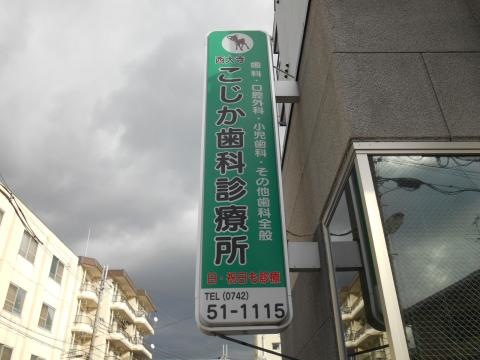 西大寺
こじか歯科診療所
歯科・口腔外科・小児歯科・その他歯科全般
日・祝日も診療
TEL (0742)
51-1115